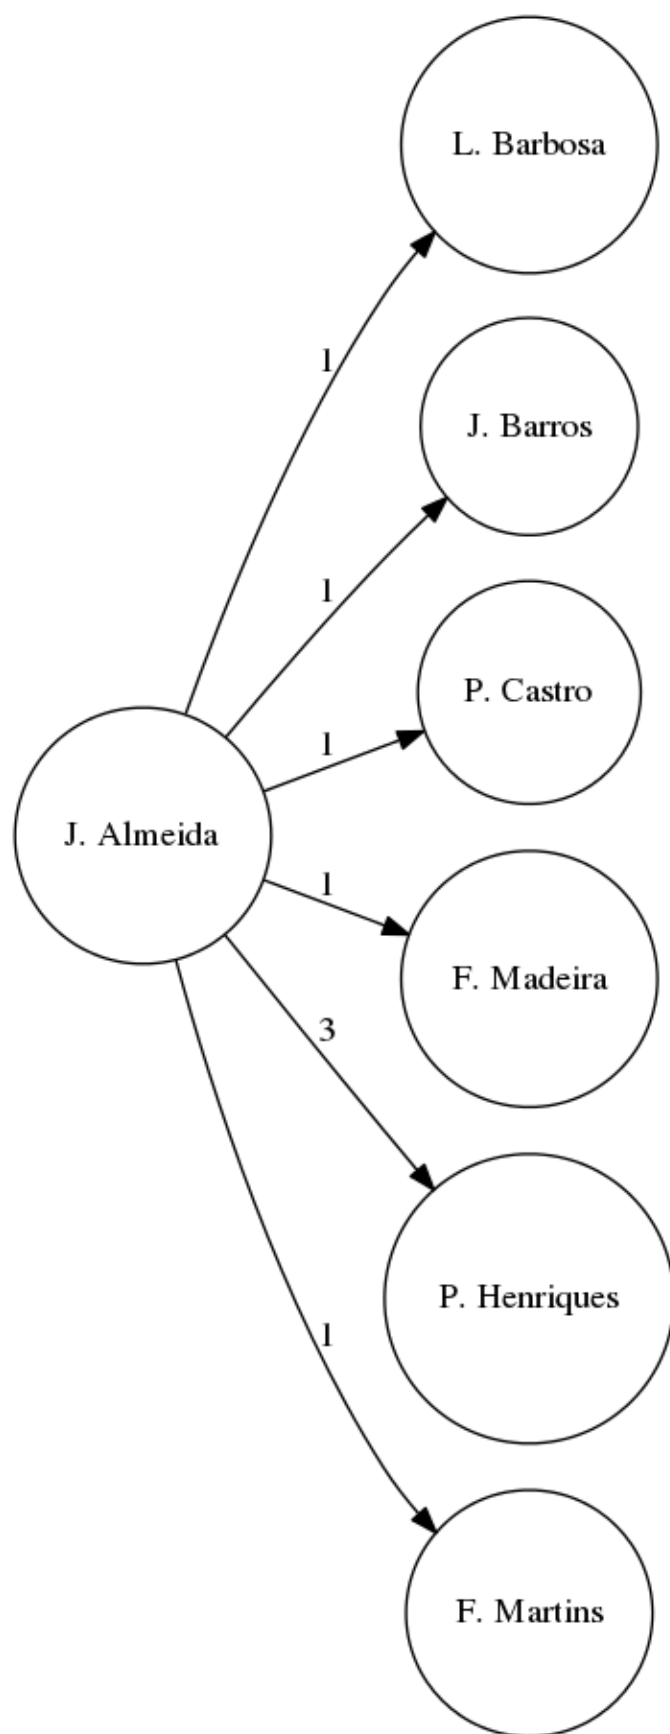 L. Barbosa
1
J. Barros
1
P. Castro
1
J. Almeida
1
F. Madeira
3
P. Henriques
1
F. Martins